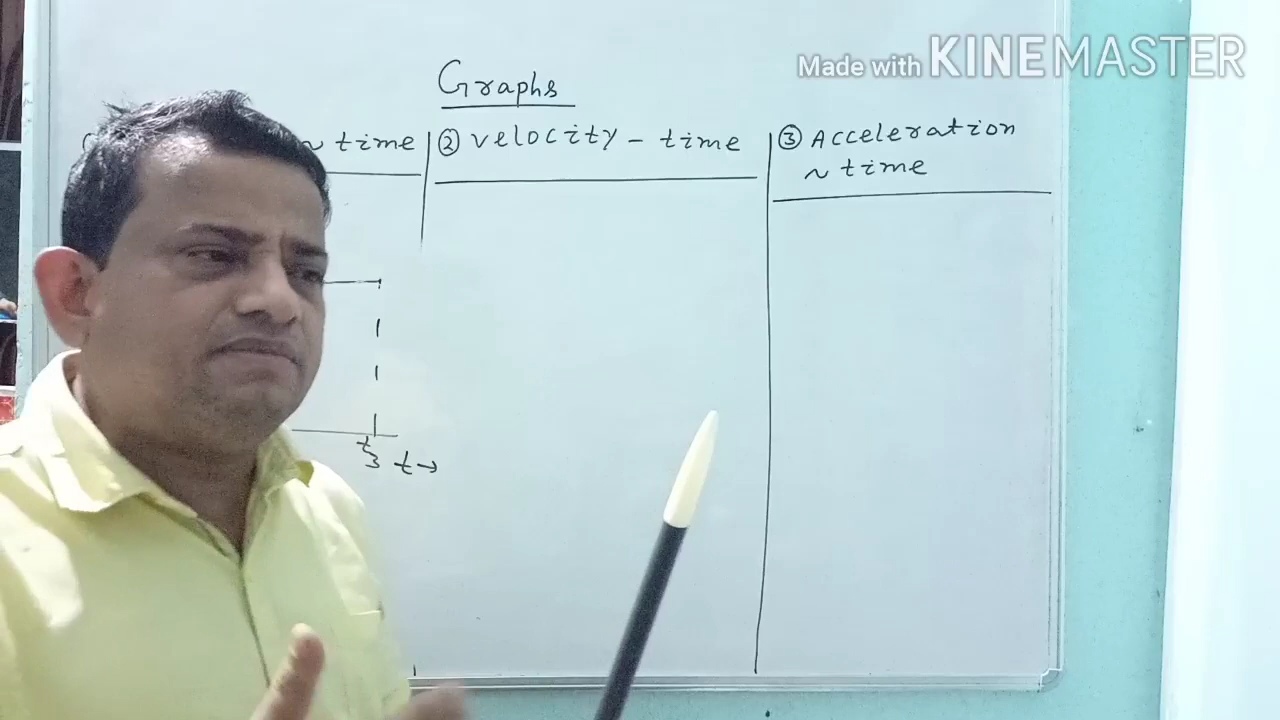 Made with KINEMASTER
Graphs
~ time
② velocity - time
③ Acceleration
~ time
t3 t→